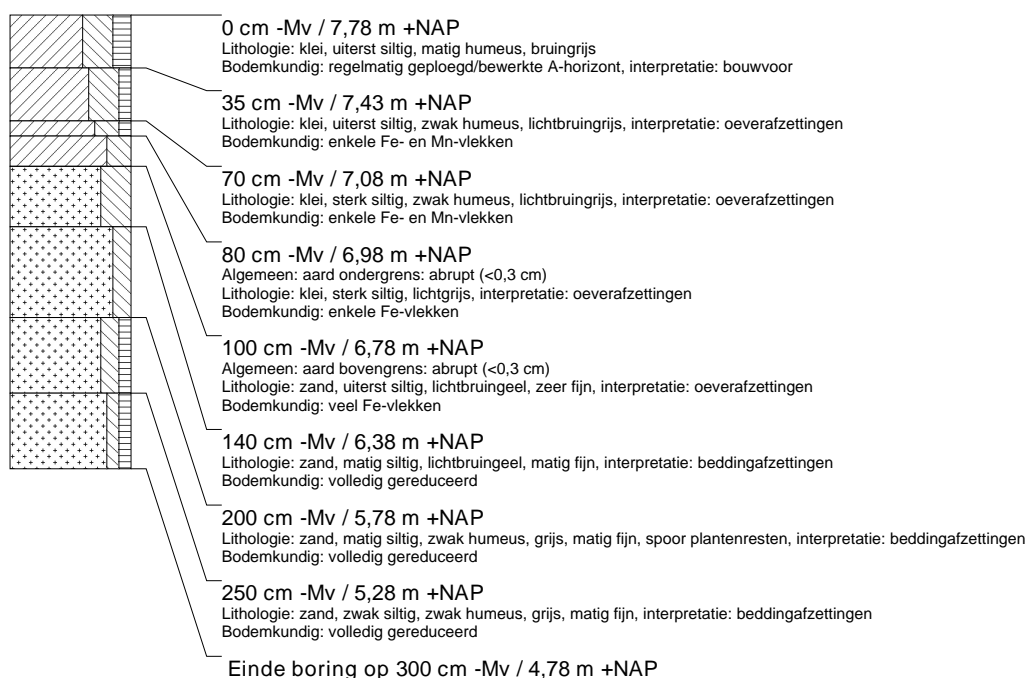 0 cm -Mv / 7,78 m +NAP
Lithologie: klei, uiterst siltig, matig humeus, bruingrijs
Bodemkundig: regelmatig geploegd/bewerkte A-horizont, interpretatie: bouwvoor
35 cm -Mv / 7,43 m +NAP
Lithologie: klei, uiterst siltig, zwak humeus, lichtbruingrijs, interpretatie: oeverafzettingen
Bodemkundig: enkele Fe- en Mn-vlekken
70 cm -Mv / 7,08 m +NAP
Lithologie: klei, sterk siltig, zwak humeus, lichtbruingrijs, interpretatie: oeverafzettingen
Bodemkundig: enkele Fe- en Mn-vlekken
80 cm -Mv / 6,98 m +NAP
Algemeen: aard ondergrens: abrupt (<0,3 cm)
Lithologie: klei, sterk siltig, lichtgrijs, interpretatie: oeverafzettingen
Bodemkundig: enkele Fe-vlekken
100 cm -Mv / 6,78 m +NAP
Algemeen: aard bovengrens: abrupt (<0,3 cm)
Lithologie: zand, uiterst siltig, lichtbruingeel, zeer fijn, interpretatie: oeverafzettingen
Bodemkundig: veel Fe-vlekken
140 cm -Mv / 6,38 m +NAP
Lithologie: zand, matig siltig, lichtbruingeel, matig fijn, interpretatie: beddingafzettingen
Bodemkundig: volledig gereduceerd
200 cm -Mv / 5,78 m +NAP
Lithologie: zand, matig siltig, zwak humeus, grijs, matig fijn, spoor plantenresten, interpretatie: beddingafzettingen
Bodemkundig: volledig gereduceerd
250 cm -Mv / 5,28 m +NAP
Lithologie: zand, zwak siltig, zwak humeus, grijs, matig fijn, interpretatie: beddingafzettingen
Bodemkundig: volledig gereduceerd
Einde boring op 300 cm -Mv / 4,78 m +NAP